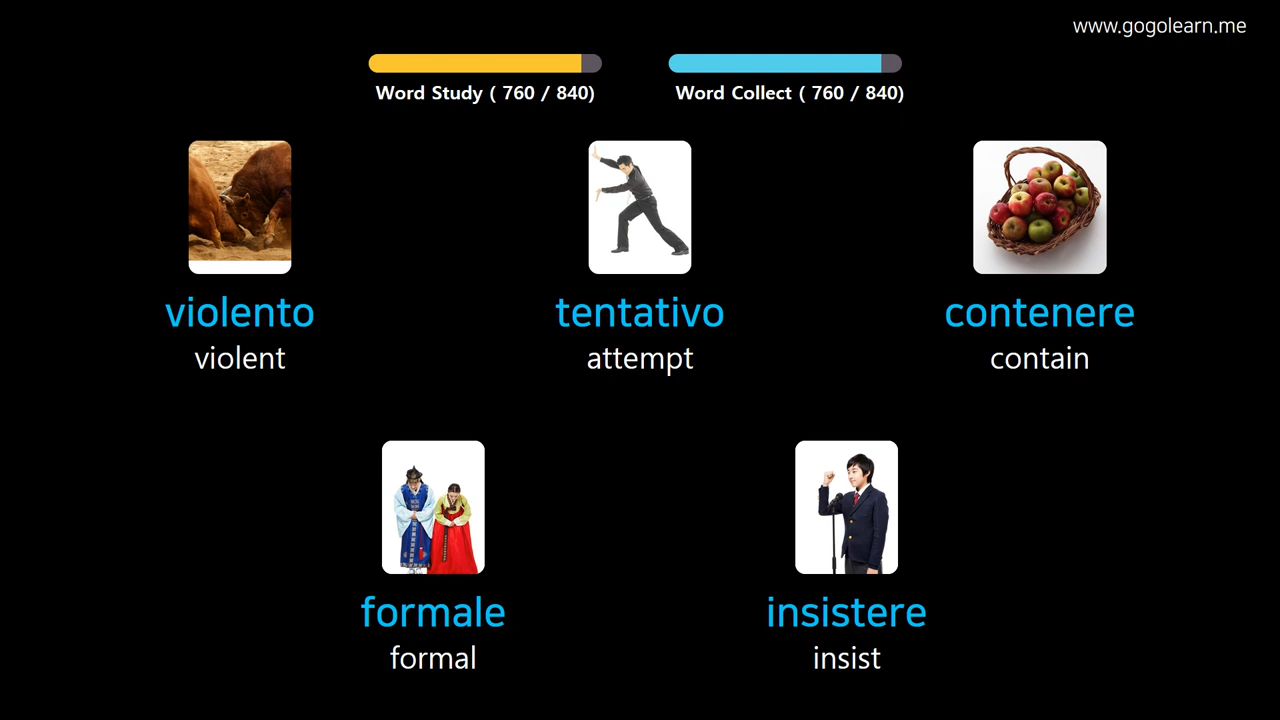 www.gogolearn.me
Word Study ( 760 / 840)
Word Collect ( 760 / 840)
violento
violent
tentativo
attempt
contenere
contain
formale
formal
insistere
insist